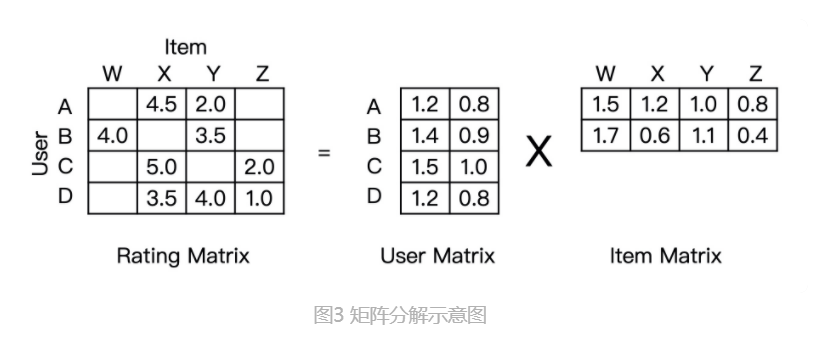 Item
W X Y Z W X Y Z
A 4.5 2.0 A 1.2 0.8 1.5 1.2 1.0 0.8
User B 4.0 3.5 B 1.4 0.9 1.7 0.6 1.1 0.4
C 5.0 2.0 = C 1.5 1.0 X
D 3.5 4.0 1.0 D 1.2 0.8
Rating Matrix User Matrix Item Matrix
图3 矩阵分解示意图